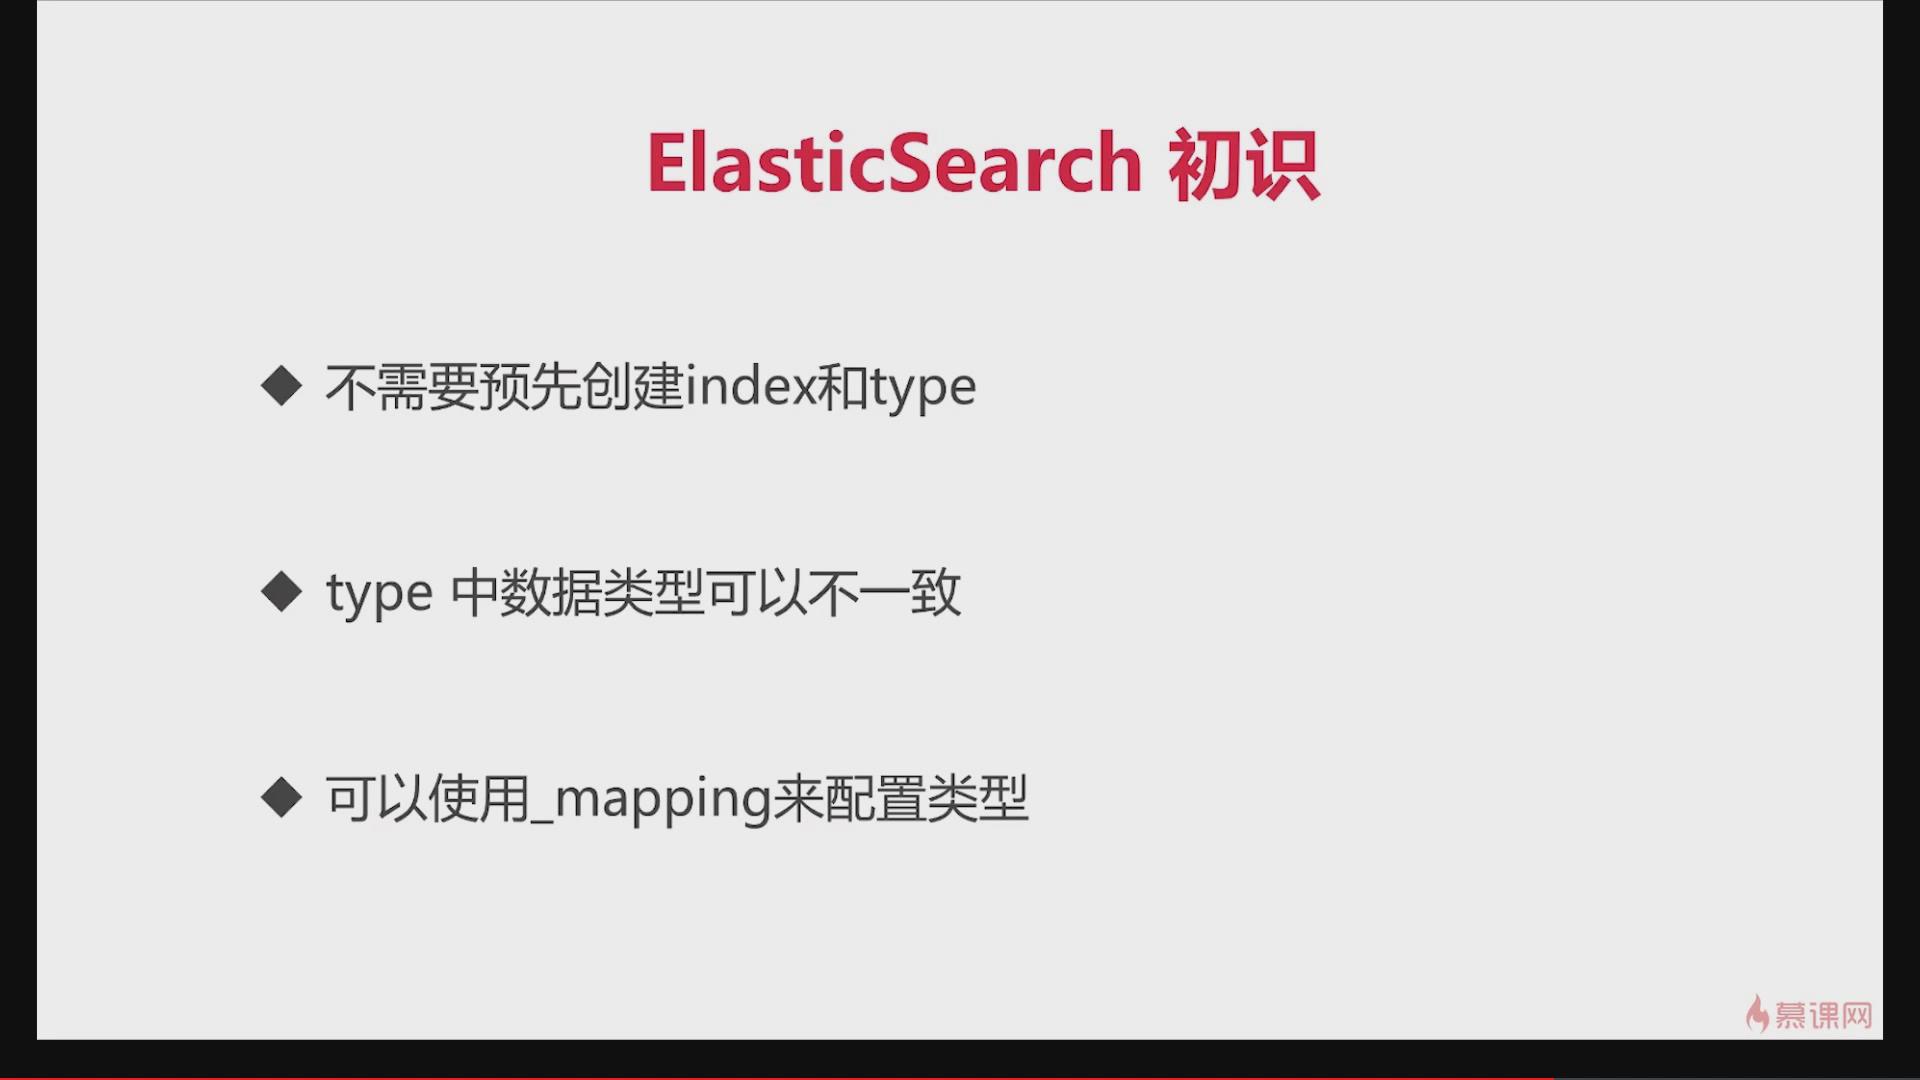 ElasticSearch 初识
◆ 不需要预先创建index和type
◆ type 中数据类型可以不一致
◆ 可以使用_mapping来配置类型
慕课网